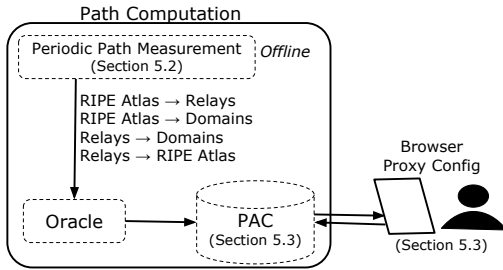 Path Computation
Periodic Path Measurement
(Section 5.2)
Offline
RIPE Atlas → Relays
RIPE Atlas → Domains
Relays → Domains
Relays → RIPE Atlas
Browser
Proxy Config
Oracle
PAC
(Section 5.3)
(Section 5.3)